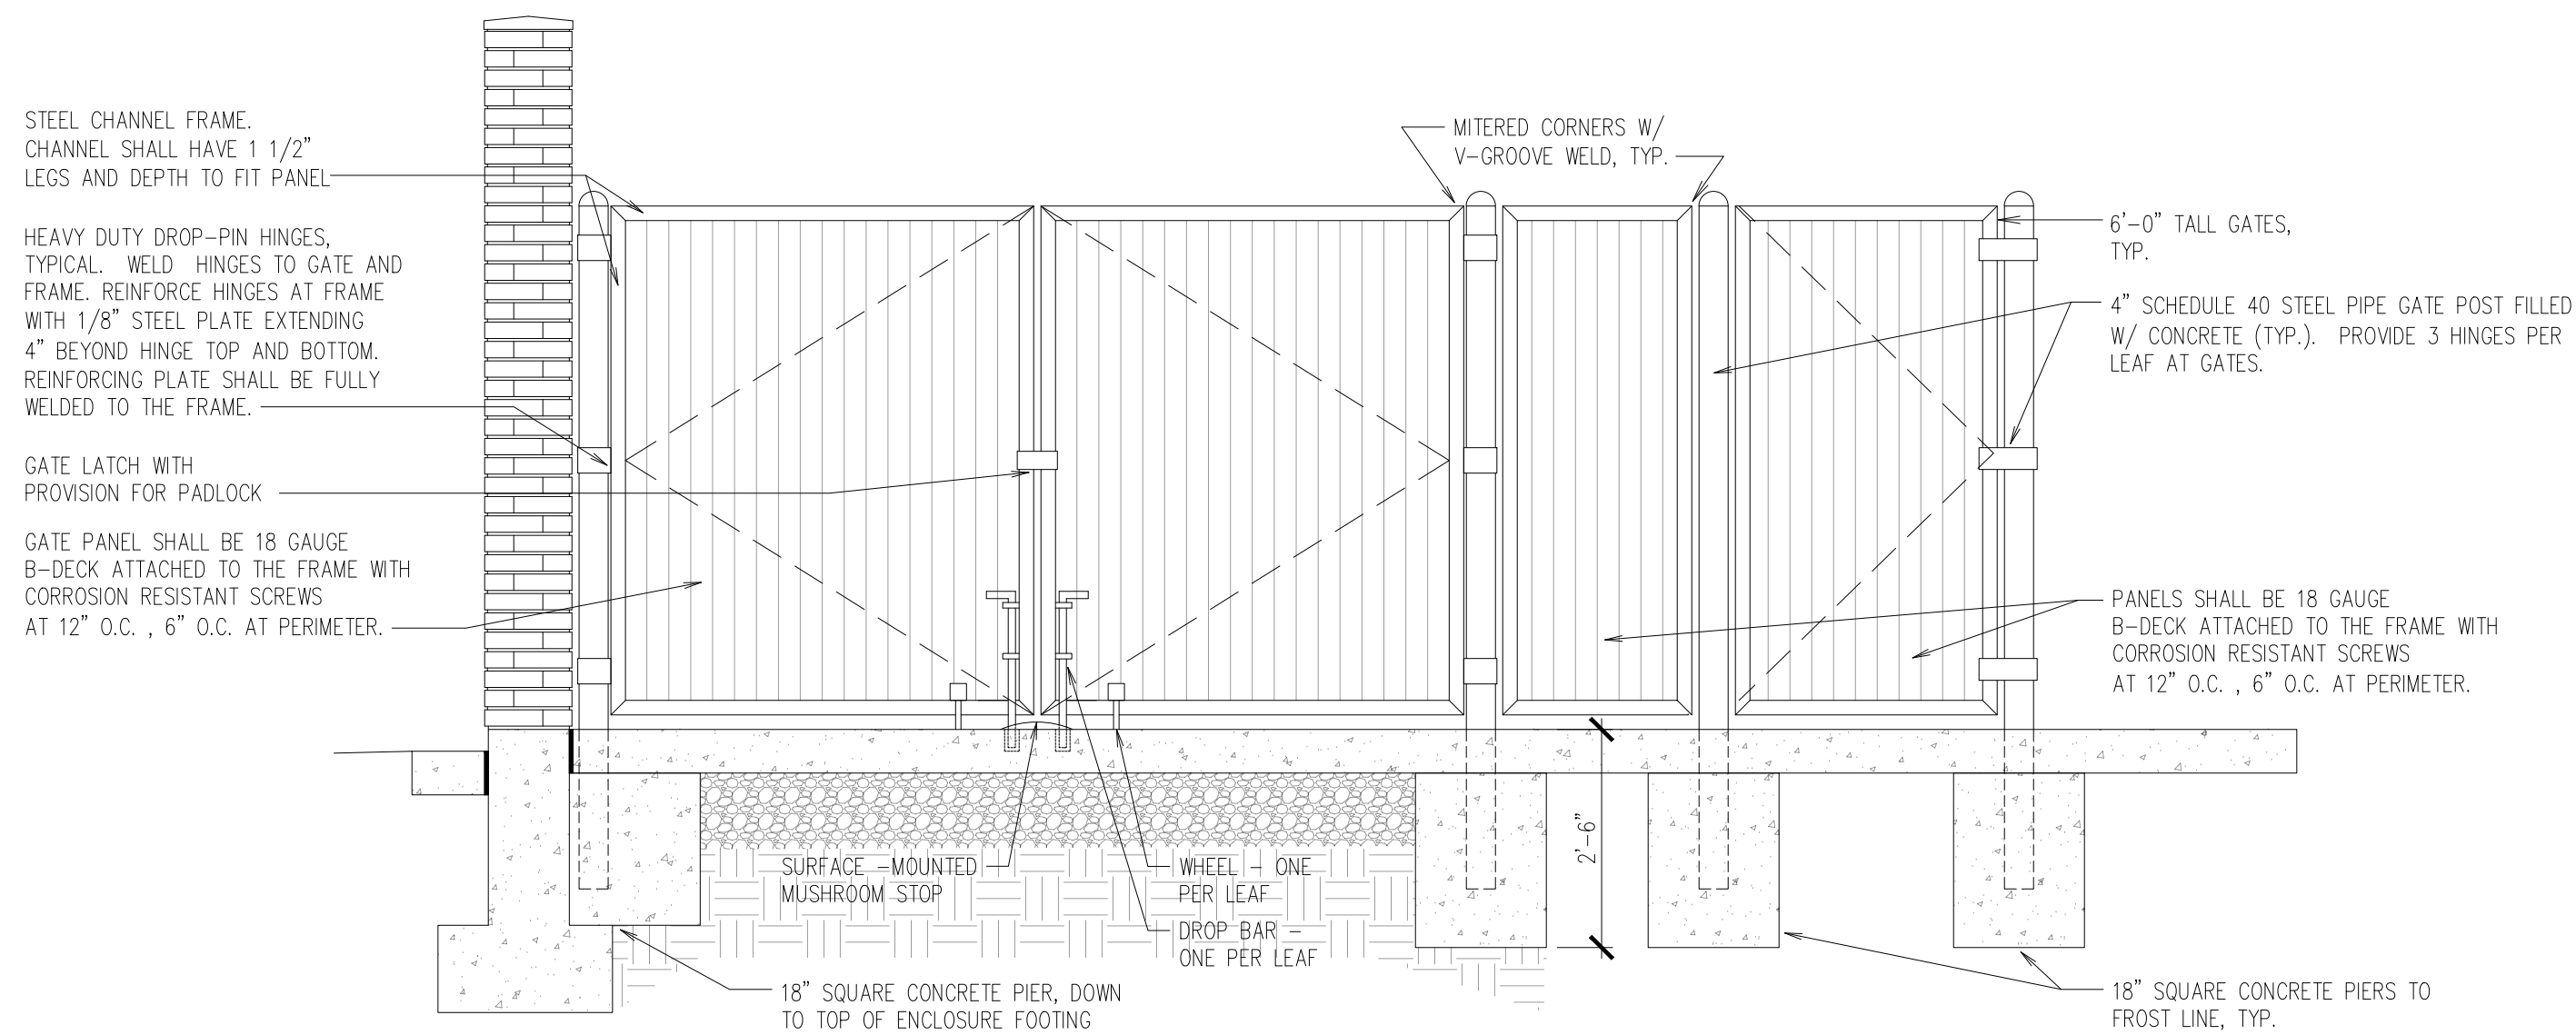 STEEL CHANNEL FRAME.
CHANNEL SHALL HAVE 1 1/2”
LEGS AND DEPTH TO FIT PANEL
HEAVY DUTY DROP-PIN HINGES,
TYPICAL. WELD HINGES TO GATE AND
FRAME. REINFORCE HINGES AT FRAME
WITH 1/8” STEEL PLATE EXTENDING
4” BEYOND HINGE TOP AND BOTTOM.
REINFORCING PLATE SHALL BE FULLY
WELDED TO THE FRAME.
GATE LATCH WITH
PROVISION FOR PADLOCK
GATE PANEL SHALL BE 18 GAUGE
B-DECK ATTACHED TO THE FRAME WITH
CORROSION RESISTANT SCREWS
AT 12” O.C. , 6” O.C. AT PERIMETER.
MITERED CORNERS W/
V-GROOVE WELD, TYP.
6’-0” TALL GATES,
TYP.
4” SCHEDULE 40 STEEL PIPE GATE POST FILLED
W/ CONCRETE (TYP.). PROVIDE 3 HINGES PER
LEAF AT GATES.
PANELS SHALL BE 18 GAUGE
B-DECK ATTACHED TO THE FRAME WITH
CORROSION RESISTANT SCREWS
AT 12” O.C. , 6” O.C. AT PERIMETER.
2’-6”
SURFACE -MOUNTED
MUSHROOM STOP
WHEEL - ONE
PER LEAF
DROP BAR -
ONE PER LEAF
18” SQUARE CONCRETE PIER, DOWN
TO TOP OF ENCLOSURE FOOTING
18” SQUARE CONCRETE PIERS TO
FROST LINE, TYP.